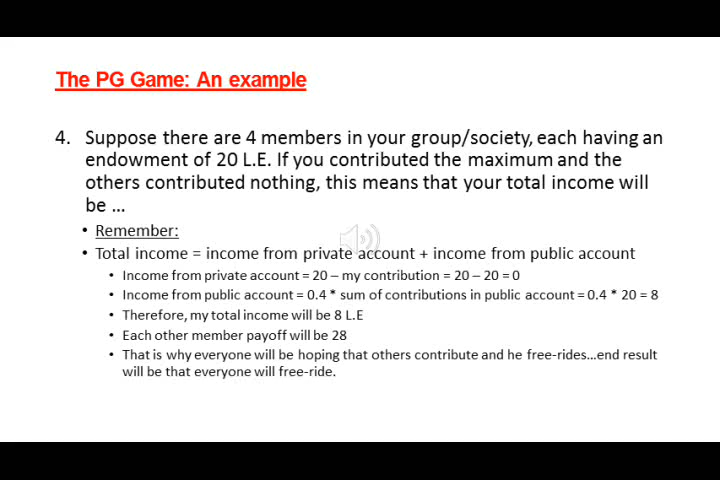 The PG Game: An example
4. Suppose there are 4 members in your group/society, each having an
endowment of 20 L.E. If you contributed the maximum and the
others contributed nothing, this means that your total income will
be ...
• Remember:
• Total income = income from private account + income from public account
• Income from private account = 20 – my contribution = 20 – 20 = 0
• Income from public account = 0.4 * sum of contributions in public account = 0.4 * 20 = 8
• Therefore, my total income will be 8 L.E
• Each other member payoff will be 28
• That is why everyone will be hoping that others contribute and he free-rides...end result
will be that everyone will free-ride.